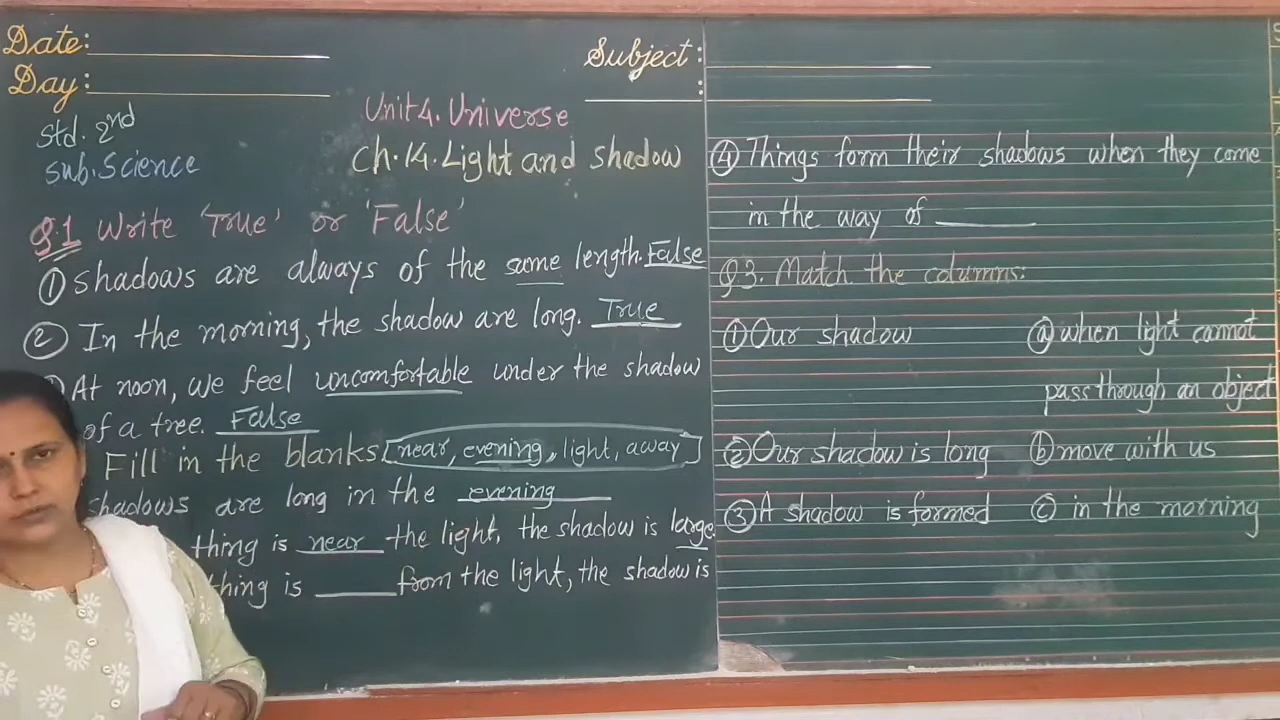 Date:
Day:
Subject :
:
Std. 2nd
Sub. Science
Unit 4. Universe
Ch. 14. Light and shadow
Q.1 Write 'True' or 'False'
① Shadows are always of the same length. False
② In the morning, the shadow are long. True
At noon, we feel uncomfortable under the shadow
of a tree. False
Fill in the blanks. [near, evening, light, away]
shadows are long in the evening
thing is near the light, the shadow is large.
thing is ______ from the light, the shadow is
④ Things form their shadows when they come
in the way of ______
Q 3. Match the columns:
① Our shadow ⓐ when light cannot
pass through an object
② Our shadow is long ⓑ move with us
③ A shadow is formed ⓒ in the morning